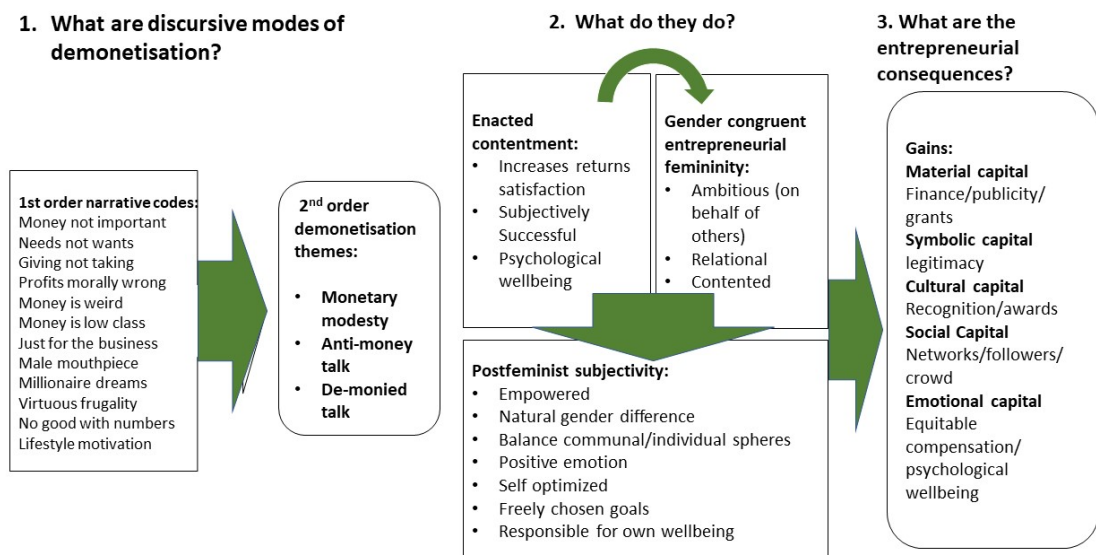 1. What are discursive modes of
demonetisation?
1st order narrative codes:
Money not important
Needs not wants
Giving not taking
Profits morally wrong
Money is weird
Money is low class
Just for the business
Male mouthpiece
Millionaire dreams
Virtuous frugality
No good with numbers
Lifestyle motivation
2nd order
demonetisation
themes:
• Monetary
modesty
• Anti-money
talk
• De-monied
talk
2. What do they do?
Enacted
contentment:
• Increases returns
satisfaction
• Subjectively
Successful
• Psychological
wellbeing
Gender congruent
entrepreneurial
femininity:
• Ambitious (on
behalf of
others)
• Relational
• Contented
Postfeminist subjectivity:
• Empowered
• Natural gender difference
• Balance communal/individual spheres
• Positive emotion
• Self optimized
• Freely chosen goals
• Responsible for own wellbeing
3. What are the
entrepreneurial
consequences?
Gains:
Material capital
Finance/publicity/
grants
Symbolic capital
legitimacy
Cultural capital
Recognition/awards
Social Capital
Networks/followers/
crowd
Emotional capital
Equitable
compensation/
psychological
wellbeing